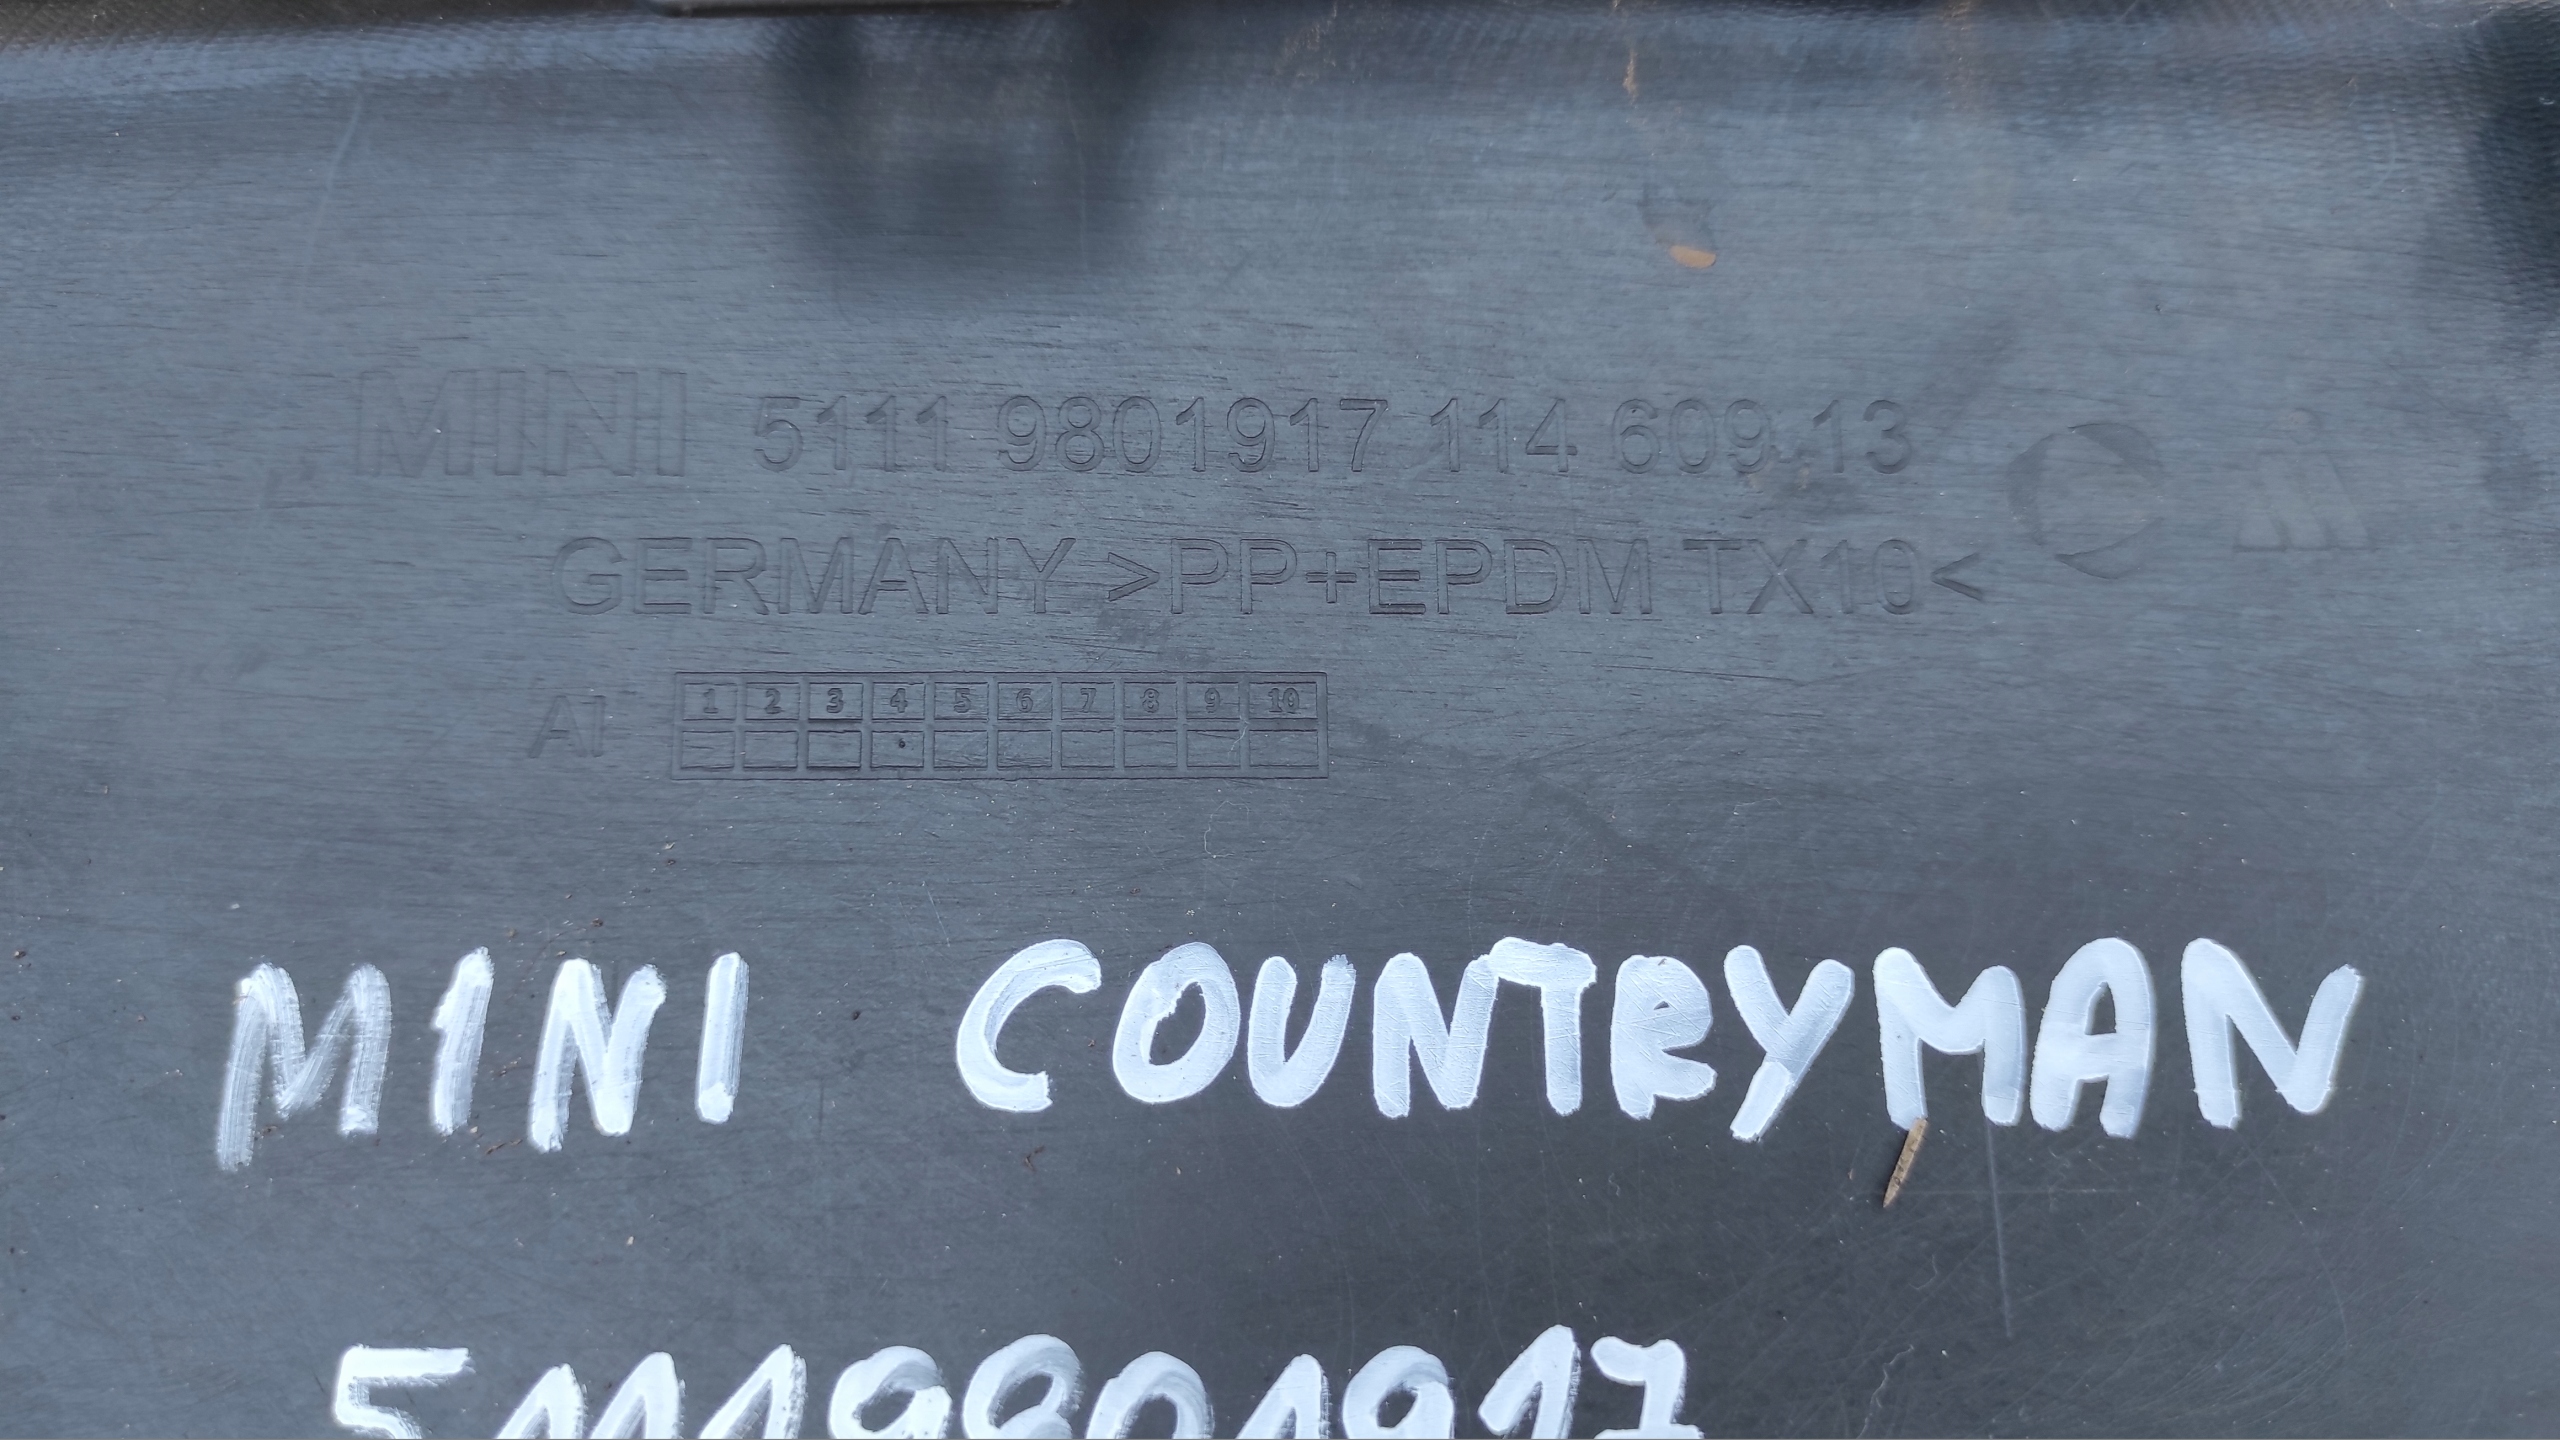 MINI 5111 9801917 114 609 13
GERMANY >PP+EPDM TX10<
AI 1 2 3 4 5 6 7 8 9 10
MINI COUNTRYMAN
51119801917